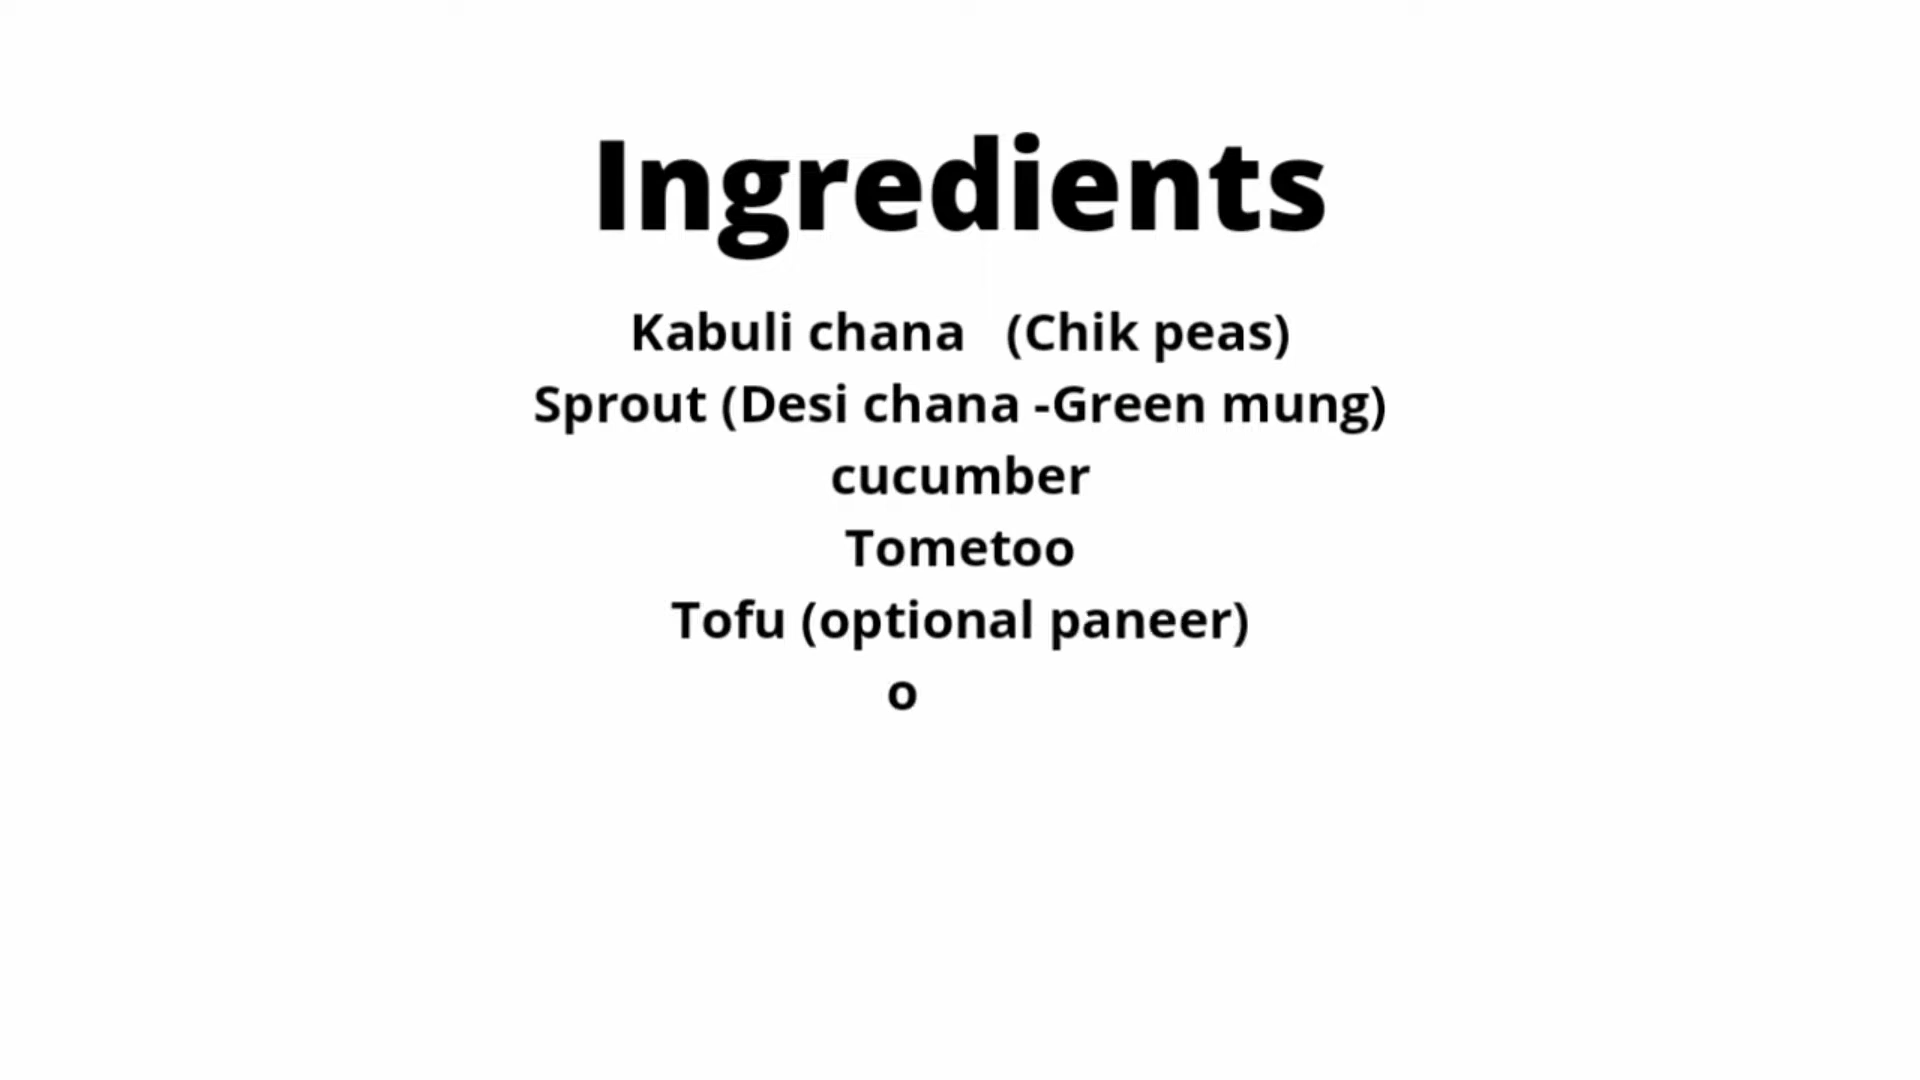 Ingredients
Kabuli chana (Chik peas)
Sprout (Desi chana -Green mung)
cucumber
Tometoo
Tofu (optional paneer)
o